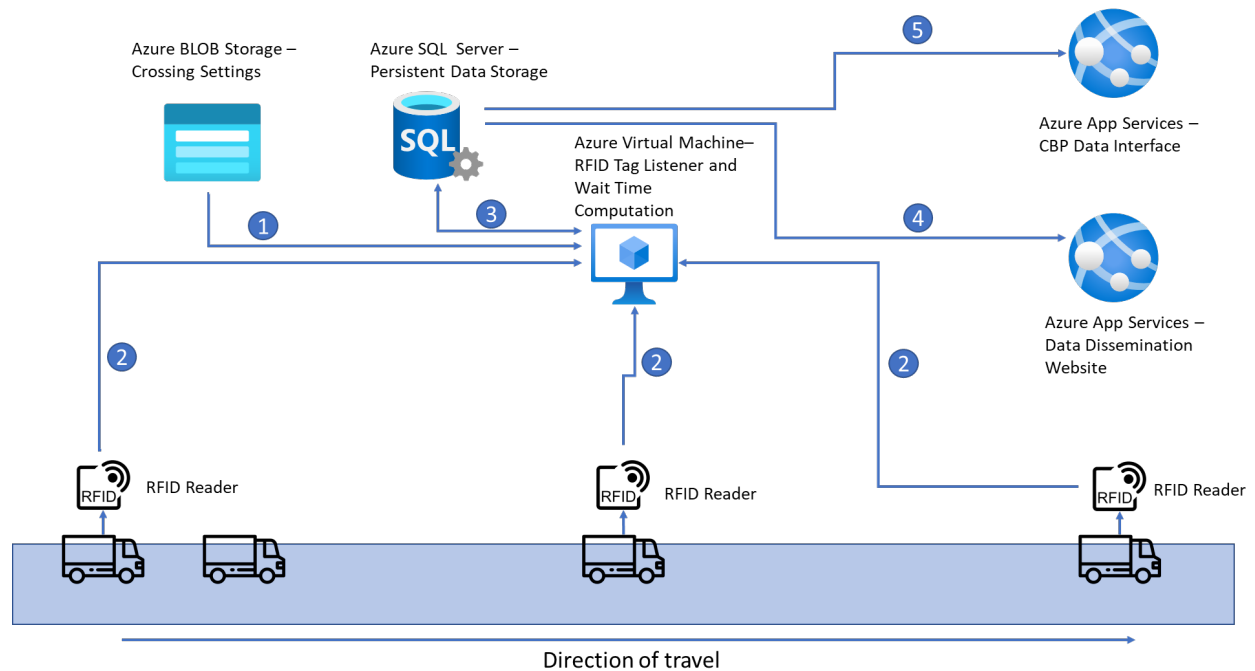 Azure BLOB Storage –
Crossing Settings
Azure SQL  Server –
Persistent Data Storage
SQL
5
Azure App Services –
CBP Data Interface
Azure Virtual Machine–
RFID Tag Listener and
Wait Time
Computation
1
3
4
Azure App Services –
Data Dissemination
Website
2
2
2
RFID
RFID Reader
RFID
RFID Reader
RFID
RFID Reader
Direction of travel